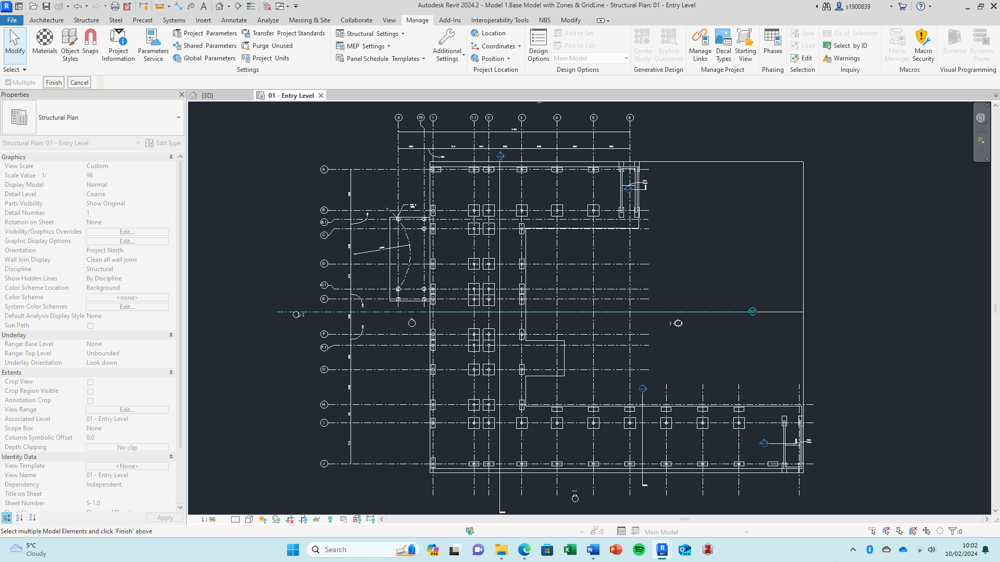 Autodesk Revit 2024.2 - Model 1.Base Model with Zones & GridLine - Structural Plan: 01 - Entry Level
s1900839
File Architecture Structure Steel Precast Systems Insert Annotate Analyze Massing & Site Collaborate View Manage Add-Ins Interoperability Tools NBS Modify
Modify
Select
Materials
Object Styles
Snaps
Project Information
Parameters Service
Project Parameters
Shared Parameters
Global Parameters
Transfer Project Standards
Purge Unused
Project Units
Settings
Structural Settings
MEP Settings
Panel Schedule Templates
Additional Settings
Location
Coordinates
Position
Project Location
Design Options
Add to Set
Pick to Edit
Main Model
Design Options
Create Study
Explore Outcomes
Generative Design
Manage Links
Decal Types
Starting View
Manage Project
Phases
Phasing
Save
Load
Edit
Selection
IDs of Selection
Select by ID
Warnings
Inquiry
Macro Manager
Macro Security
Macros
Dynamo
Dynamo Player
Visual Programming
Multiple Finish Cancel
Properties
{3D}
01 - Entry Level
Structural Plan
Structural Plan: 01 - Entry Level
Edit Type
Graphics
View Scale Custom
Scale Value 1: 96
Display Model Normal
Detail Level Coarse
Parts Visibility Show Original
Detail Number 1
Rotation on Sheet None
Visibility/Graphics Overrides Edit...
Graphic Display Options Edit...
Orientation Project North
Wall Join Display Clean all wall joins
Discipline Structural
Show Hidden Lines By Discipline
Color Scheme Location Background
Color Scheme <none>
System Color Schemes Edit...
Default Analysis Display Style None
Sun Path
Underlay
Range: Base Level None
Range: Top Level Unbounded
Underlay Orientation Look down
Extents
Crop View
Crop Region Visible
Annotation Crop
View Range Edit...
Associated Level 01 - Entry Level
Scope Box None
Column Symbolic Offset 0.0
Depth Clipping No clip
Identity Data
View Template <None>
View Name 01 - Entry Level
Dependency Independent
Title on Sheet
Sheet Number S-1.0
Apply
.5 .75 1 1.1 2 3 4 5 6
A
B
B.1
C
D
D.1
E
F
F.1
G
H
I
J
1 : 96
Select multiple Model Elements and click 'Finish' above
:0
Main Model
:0
5°C
Cloudy
Search
PRE
NEW
10:02
10/02/2024